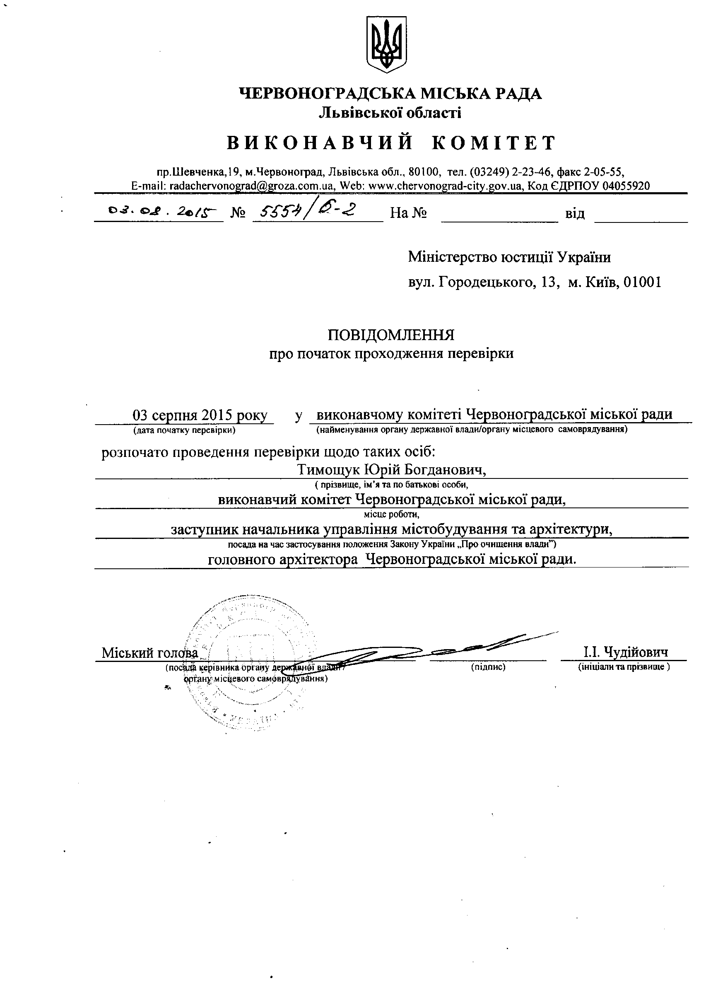 ЧЕРВОНОГРАДСЬКА МІСЬКА РАДА
Львівської області
ВИКОНАВЧИЙ КОМІТЕТ
пр.Шевченка,19, м.Червоноград, Львівська обл., 80100, тел. (03249) 2-23-46, факс 2-05-55,
E-mail: radachervonograd@groza.com.ua, Web: www.chervonograd-city.gov.ua, Код ЄДРПОУ 04055920
03.08.2015 № На № від
Міністерство юстиції України
вул. Городецького, 13, м. Київ, 01001
ПОВІДОМЛЕННЯ
про початок проходження перевірки
03 серпня 2015 року у виконавчому комітеті Червоноградської міської ради
(дата початку перевірки) (найменування органу державної влади/органу місцевого самоврядування)
розпочато проведення перевірки щодо таких осіб:
Тимощук Юрій Богданович,
( прізвище, ім’я та по батькові особи,
виконавчий комітет Червоноградської міської ради,
місце роботи,
заступник начальника управління містобудування та архітектури,
посада на час застосування положення Закону України „Про очищення влади”)
головного архітектора Червоноградської міської ради.
Міський голова І.І. Чудійович
(посада керівника органу державної влади / (підпис) (ініціали та прізвище )
органу місцевого самоврядування)